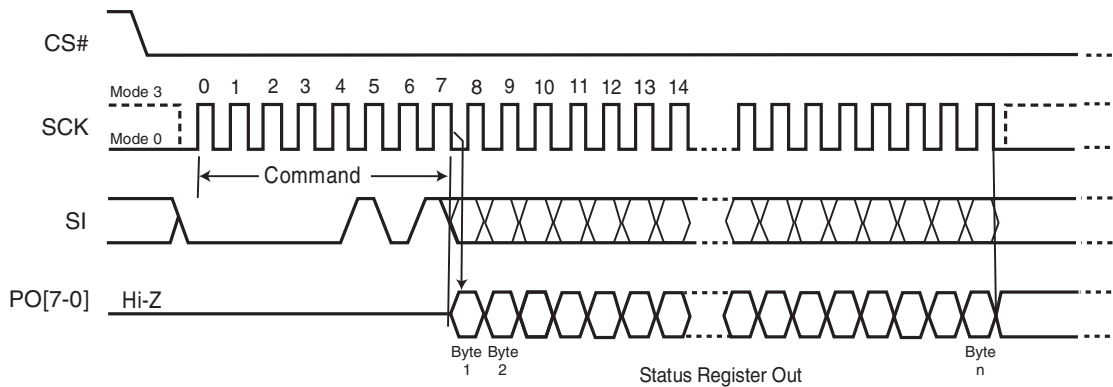 CS#
Mode 3
0 1 2 3 4 5 6 7 8 9 10 11 12 13 14
SCK
Mode 0
Command
SI
PO[7-0]
Hi-Z
Byte 1
Byte 2
Byte n
Status Register Out